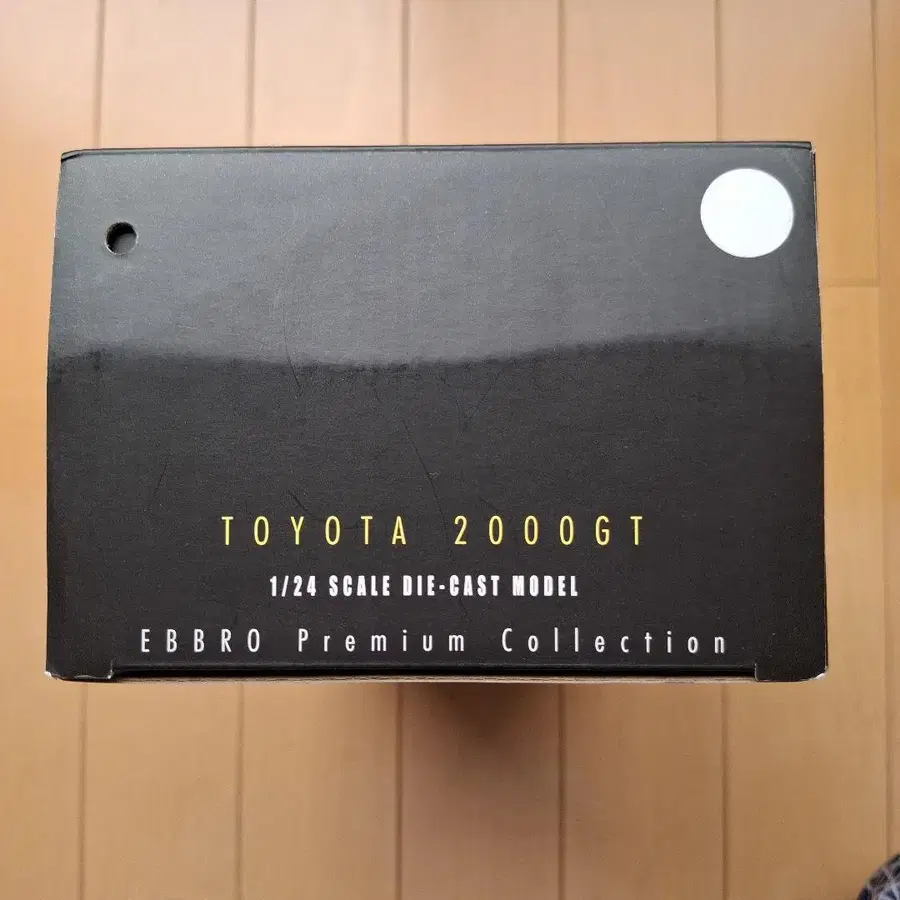 TOYOTA 2000GT
1/24 SCALE DIE-CAST MODEL
EBBRO Premium Collection